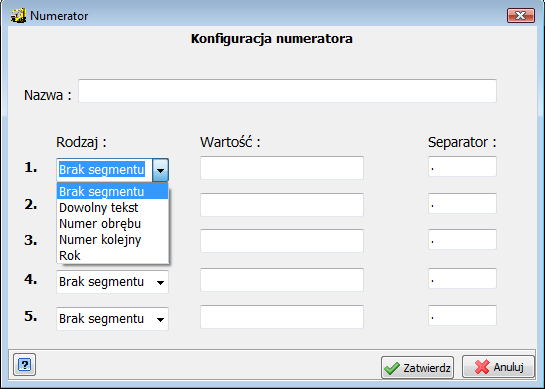 Numerator
Konfiguracja numeratora
Nazwa :
Rodzaj : Wartość : Separator :
1. Brak segmentu .
Brak segmentu
2. Dowolny tekst .
Numer obrębu
3. Numer kolejny .
Rok
4. Brak segmentu .
5. Brak segmentu .
? Zatwierdz Anuluj